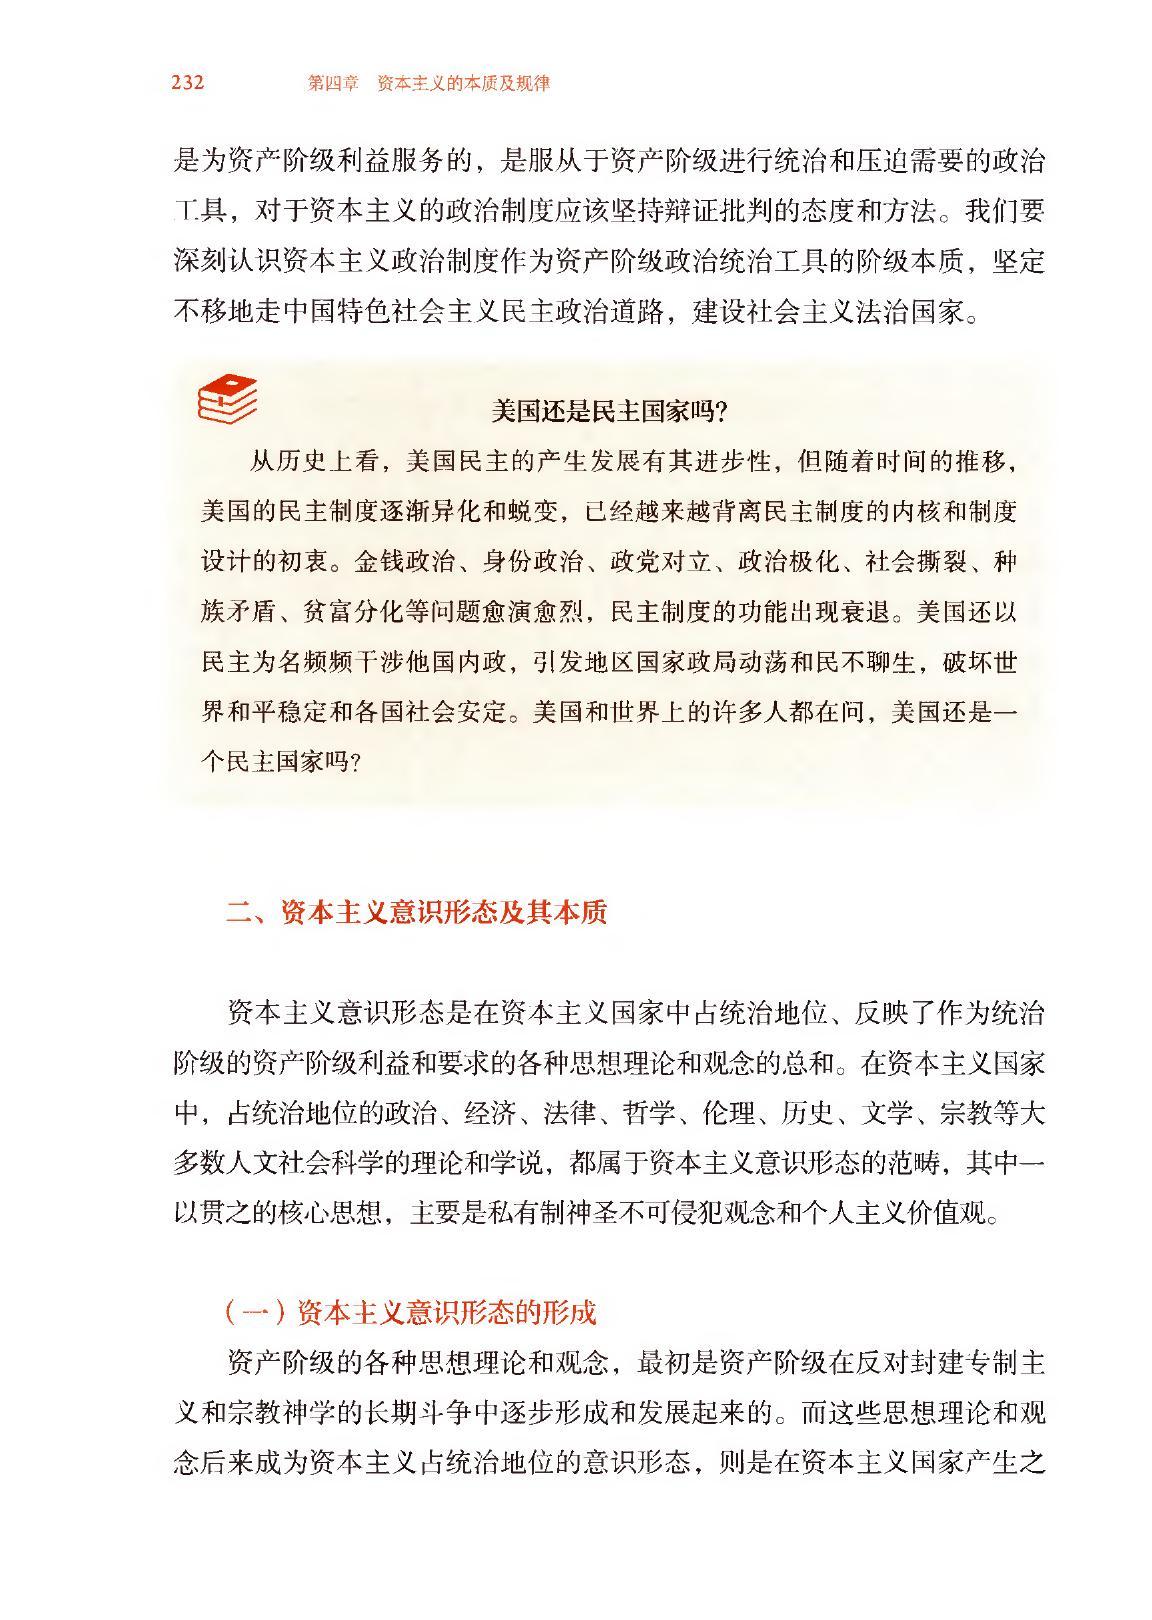 232 第四章 资本主义的本质及规律
是为资产阶级利益服务的，是服从于资产阶级进行统治和压迫需要的政治
工具，对于资本主义的政治制度应该坚持辩证批判的态度和方法。我们要
深刻认识资本主义政治制度作为资产阶级政治统治工具的阶级本质，坚定
不移地走中国特色社会主义民主政治道路，建设社会主义法治国家。
美国还是民主国家吗？
从历史上看，美国民主的产生发展有其进步性，但随着时间的推移，
美国的民主制度逐渐异化和蜕变，已经越来越背离民主制度的内核和制度
设计的初衷。金钱政治、身份政治、政党对立、政治极化、社会撕裂、种
族矛盾、贫富分化等问题愈演愈烈，民主制度的功能出现衰退。美国还以
民主为名频频干涉他国内政，引发地区国家政局动荡和民不聊生，破坏世
界和平稳定和各国社会安定。美国和世界上的许多人都在问，美国还是一
个民主国家吗？
二、资本主义意识形态及其本质
资本主义意识形态是在资本主义国家中占统治地位、反映了作为统治
阶级的资产阶级利益和要求的各种思想理论和观念的总和。在资本主义国家
中，占统治地位的政治、经济、法律、哲学、伦理、历史、文学、宗教等大
多数人文社会科学的理论和学说，都属于资本主义意识形态的范畴，其中一
以贯之的核心思想，主要是私有制神圣不可侵犯观念和个人主义价值观。
（一）资本主义意识形态的形成
资产阶级的各种思想理论和观念，最初是资产阶级在反对封建专制主
义和宗教神学的长期斗争中逐步形成和发展起来的。而这些思想理论和观
念后来成为资本主义占统治地位的意识形态，则是在资本主义国家产生之